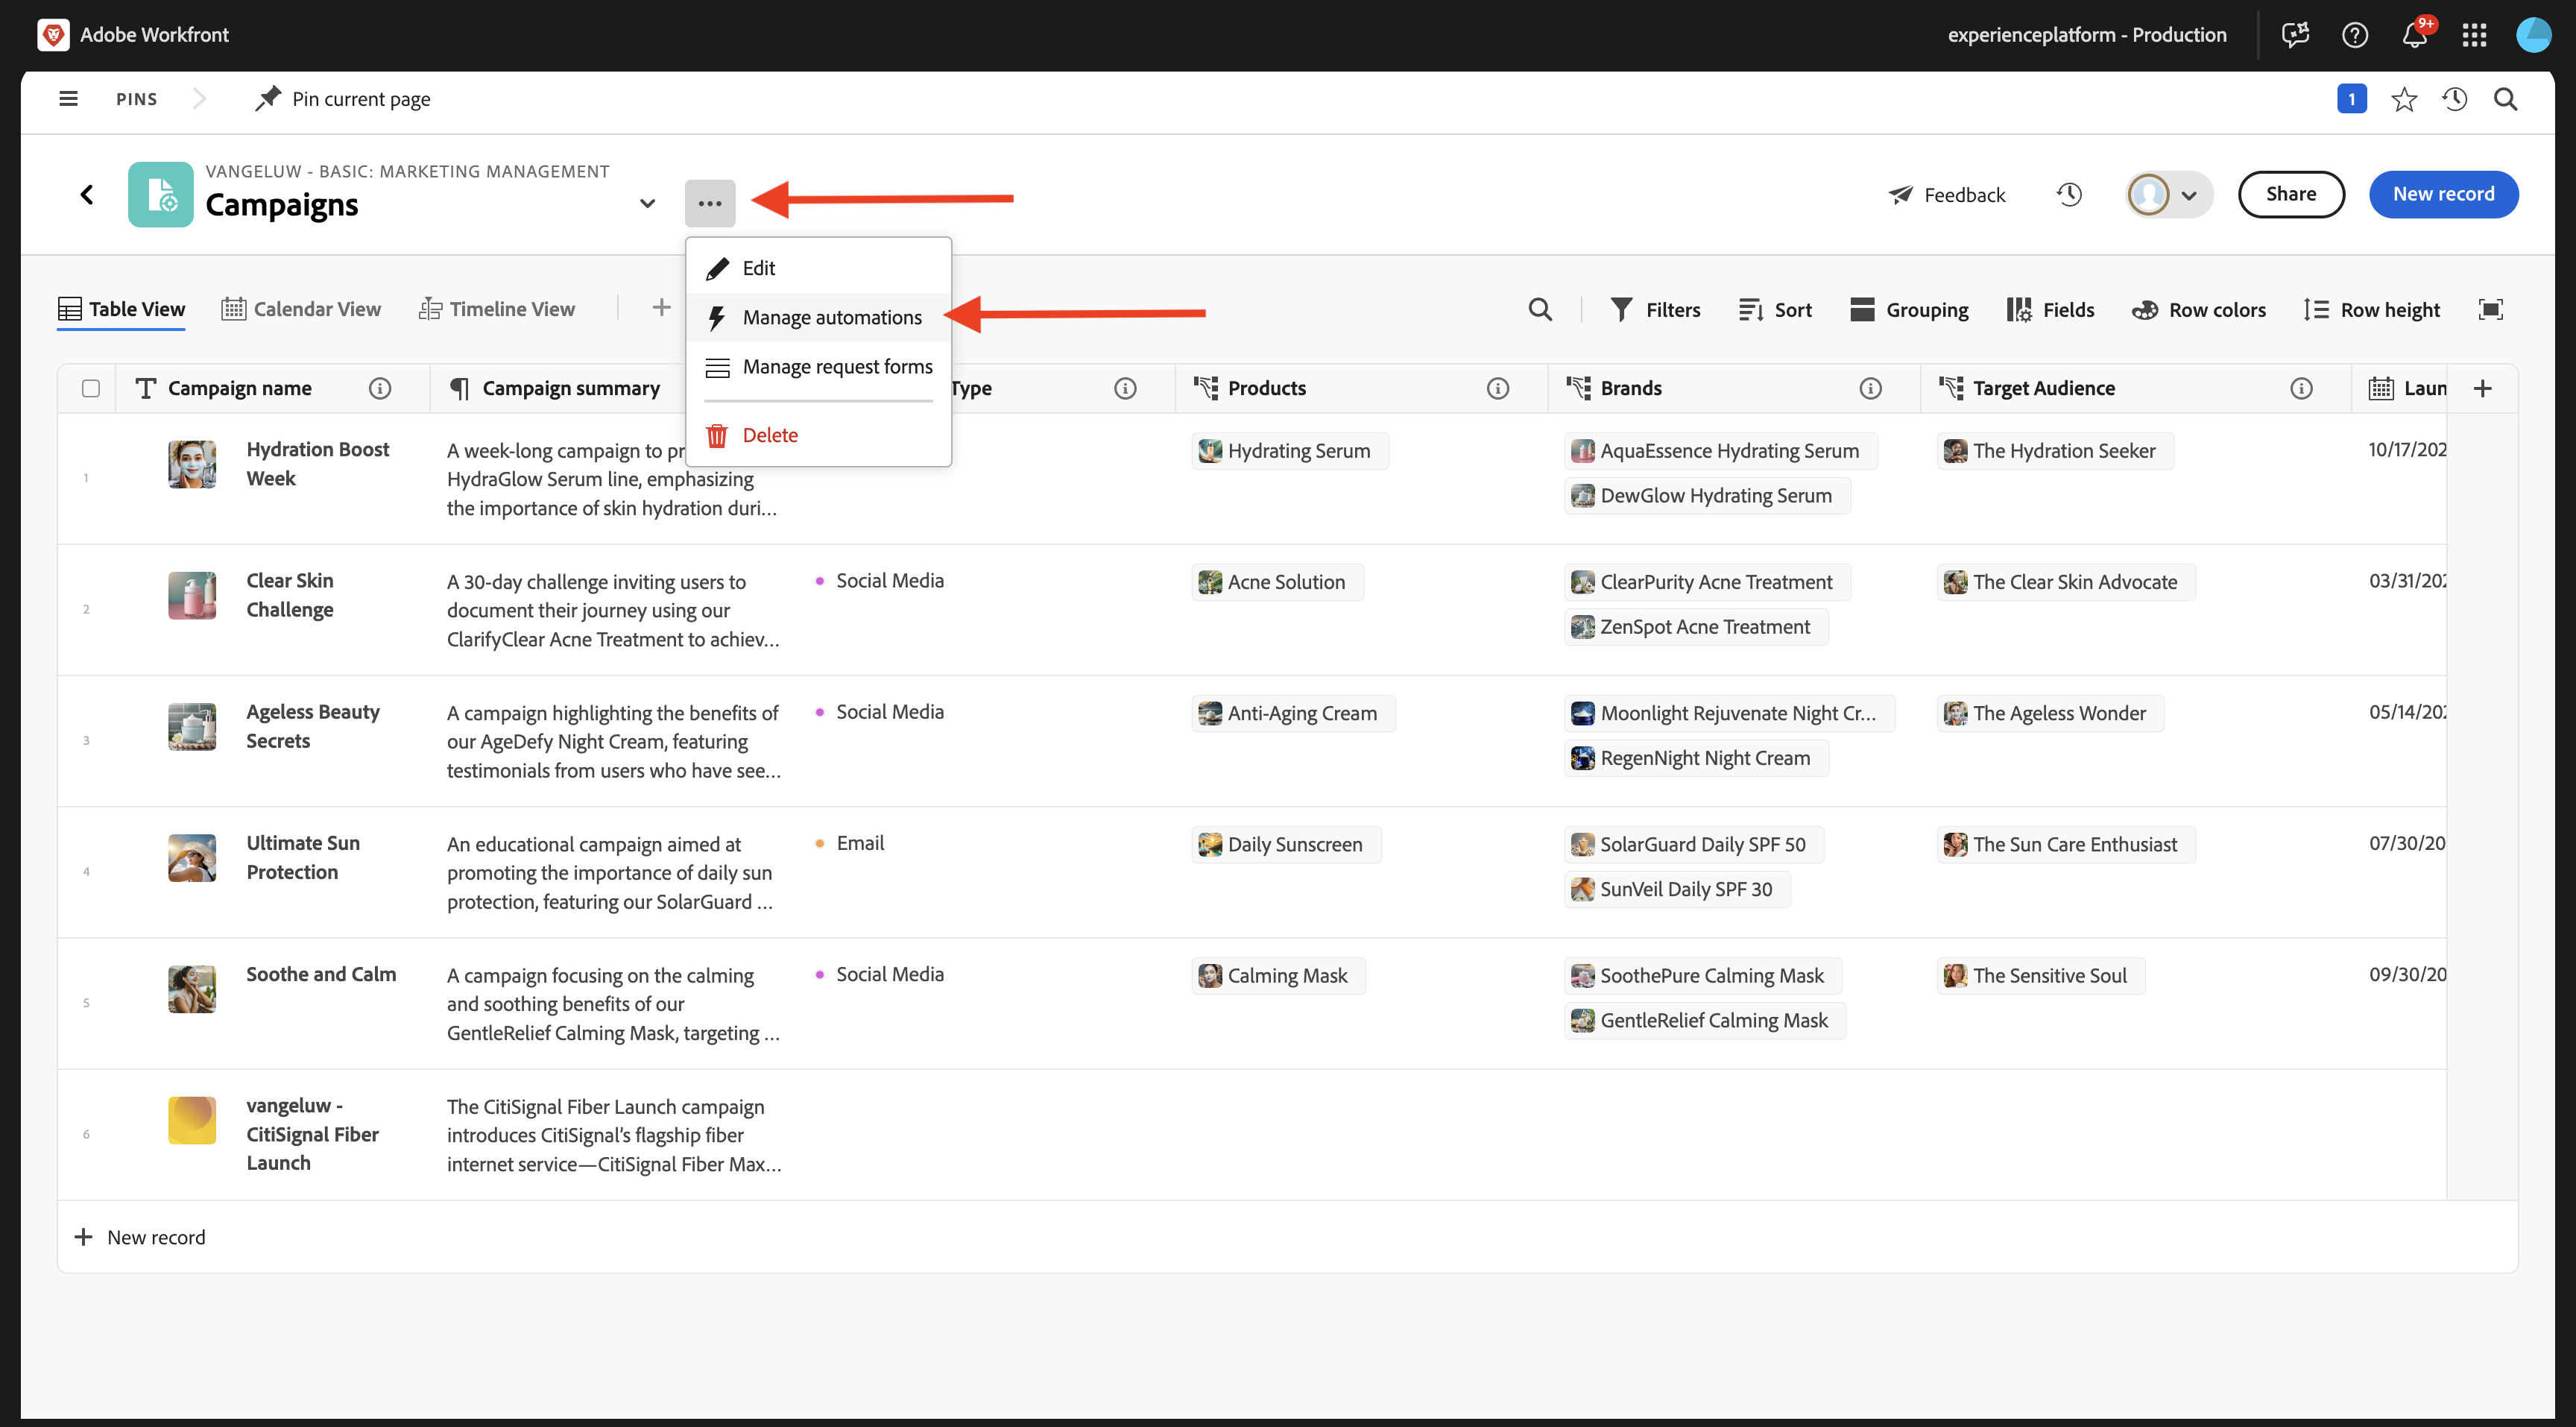 Adobe Workfront
experienceplatform - Production
9+
PINS
Pin current page
1
VANGELUW - BASIC: MARKETING MANAGEMENT
Campaigns
Feedback
Share
New record
Edit
Manage automations
Manage request forms
Delete
Table View
Calendar View
Timeline View
Filters
Sort
Grouping
Fields
Row colors
Row height
Campaign name
Campaign summary
Type
Products
Brands
Target Audience
Laun
1
Hydration Boost
Week
A week-long campaign to pr
HydraGlow Serum line, emphasizing
the importance of skin hydration duri...
Hydrating Serum
AquaEssence Hydrating Serum
DewGlow Hydrating Serum
The Hydration Seeker
10/17/202
2
Clear Skin
Challenge
A 30-day challenge inviting users to
document their journey using our
ClarifyClear Acne Treatment to achiev...
Social Media
Acne Solution
ClearPurity Acne Treatment
ZenSpot Acne Treatment
The Clear Skin Advocate
03/31/202
3
Ageless Beauty
Secrets
A campaign highlighting the benefits of
our AgeDefy Night Cream, featuring
testimonials from users who have see...
Social Media
Anti-Aging Cream
Moonlight Rejuvenate Night Cr...
RegenNight Night Cream
The Ageless Wonder
05/14/202
4
Ultimate Sun
Protection
An educational campaign aimed at
promoting the importance of daily sun
protection, featuring our SolarGuard ...
Email
Daily Sunscreen
SolarGuard Daily SPF 50
SunVeil Daily SPF 30
The Sun Care Enthusiast
07/30/20
5
Soothe and Calm
A campaign focusing on the calming
and soothing benefits of our
GentleRelief Calming Mask, targeting ...
Social Media
Calming Mask
SoothePure Calming Mask
GentleRelief Calming Mask
The Sensitive Soul
09/30/20
6
vangeluw -
CitiSignal Fiber
Launch
The CitiSignal Fiber Launch campaign
introduces CitiSignal's flagship fiber
internet service—CitiSignal Fiber Max...
New record